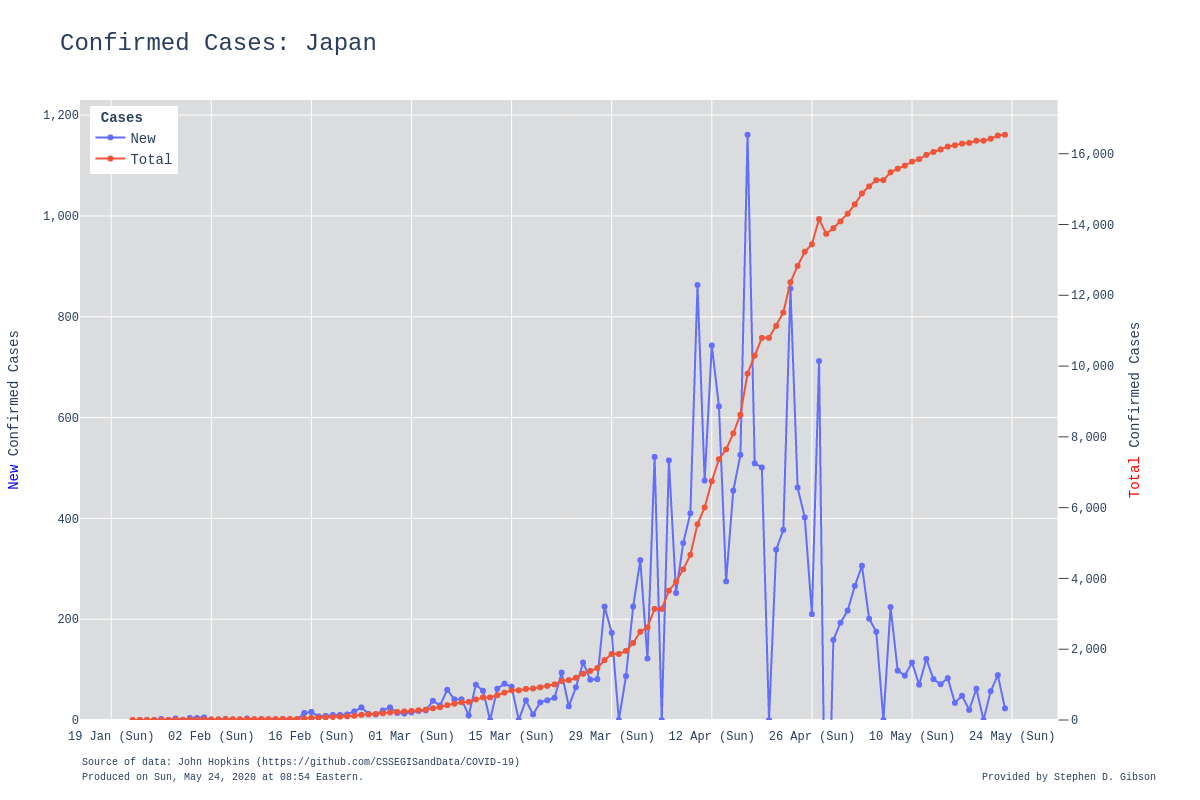 Confirmed Cases: Japan
Cases
New
Total
1,200
1,000
800
600
400
200
0
16,000
14,000
12,000
10,000
8,000
6,000
4,000
2,000
0
New Confirmed Cases
Total Confirmed Cases
19 Jan (Sun) 02 Feb (Sun) 16 Feb (Sun) 01 Mar (Sun) 15 Mar (Sun) 29 Mar (Sun) 12 Apr (Sun) 26 Apr (Sun) 10 May (Sun) 24 May (Sun)
Source of data: John Hopkins (https://github.com/CSSEGISandData/COVID-19)
Produced on Sun, May 24, 2020 at 08:54 Eastern.
Provided by Stephen D. Gibson